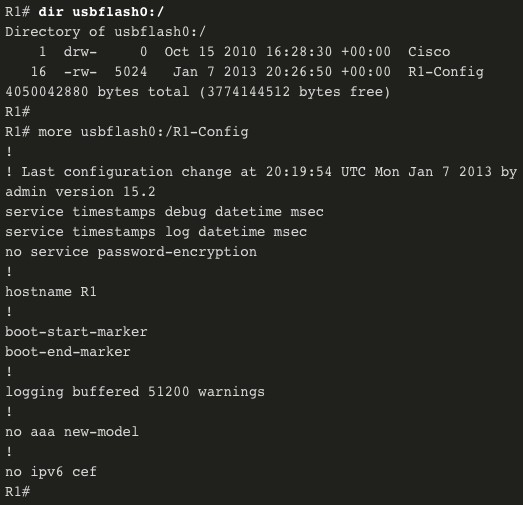 R1# dir usbflash0:/
Directory of usbflash0:/
1 drw- 0 Oct 15 2010 16:28:30 +00:00 Cisco
16 -rw- 5024 Jan 7 2013 20:26:50 +00:00 R1-Config
4050042880 bytes total (3774144512 bytes free)
R1#
R1# more usbflash0:/R1-Config
!
! Last configuration change at 20:19:54 UTC Mon Jan 7 2013 by
admin version 15.2
service timestamps debug datetime msec
service timestamps log datetime msec
no service password-encryption
!
hostname R1
!
boot-start-marker
boot-end-marker
!
logging buffered 51200 warnings
!
no aaa new-model
!
no ipv6 cef
R1#